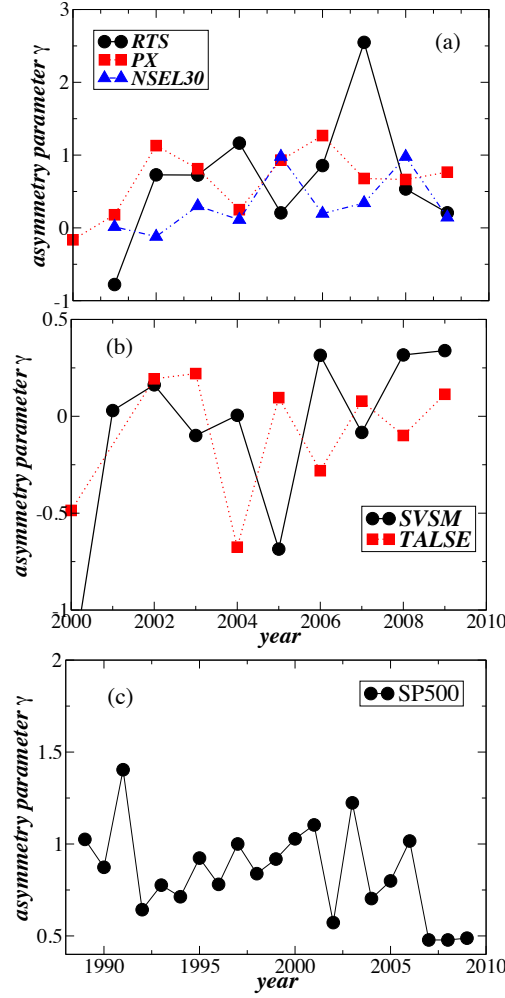 3
2
1
0
-1
asymmetry parameter γ
RTS
PX
NSEL30
(a)
0.5
0
-0.5
-1
asymmetry parameter γ
(b)
SVSM
TALSE
2000 2002 2004 2006 2008 2010
year
2
1.5
1
0.5
asymmetry parameter γ
(c)
SP500
1990 1995 2000 2005 2010
year